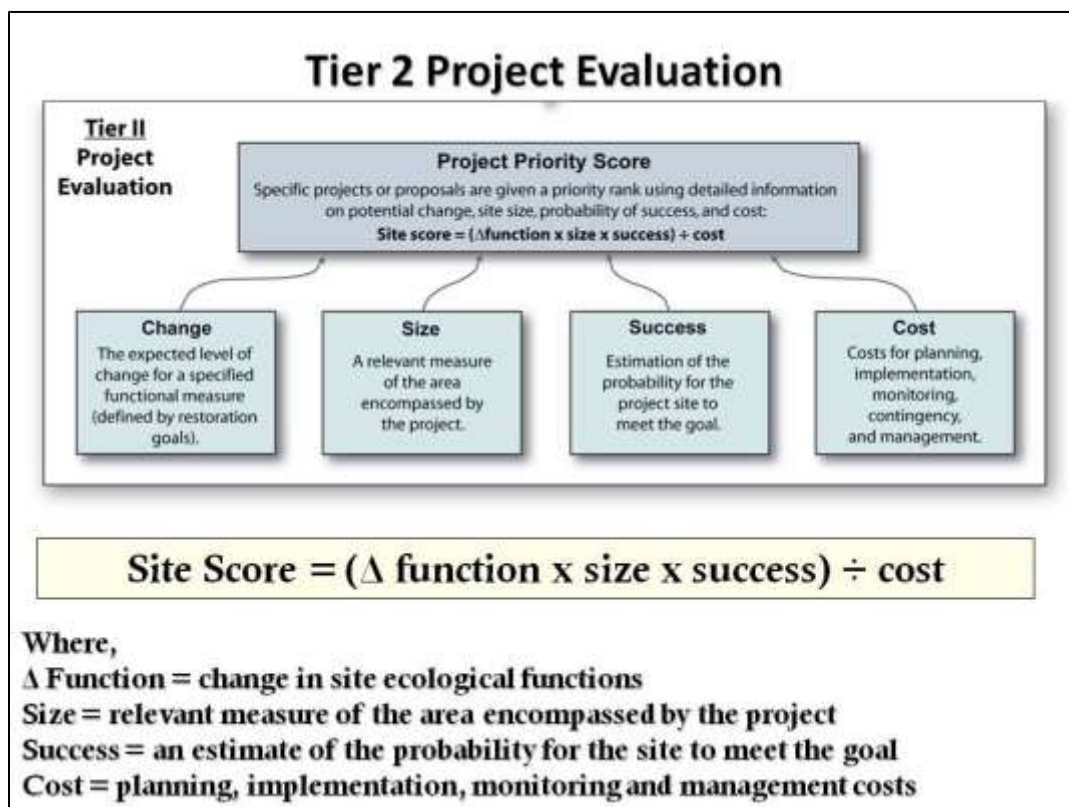 Tier 2 Project Evaluation
Tier II
Project
Evaluation
Project Priority Score
Specific projects or proposals are given a priority rank using detailed information
on potential change, site size, probability of success, and cost:
Site score = (Δfunction x size x success) ÷ cost
Change
The expected level of
change for a specified
functional measure
(defined by restoration
goals).
Size
A relevant measure
of the area
encompassed by
the project.
Success
Estimation of the
probability for the
project site to
meet the goal.
Cost
Costs for planning,
implementation,
monitoring,
contingency,
and management.
Site Score = (Δ function x size x success) ÷ cost
Where,
Δ Function = change in site ecological functions
Size = relevant measure of the area encompassed by the project
Success = an estimate of the probability for the site to meet the goal
Cost = planning, implementation, monitoring and management costs